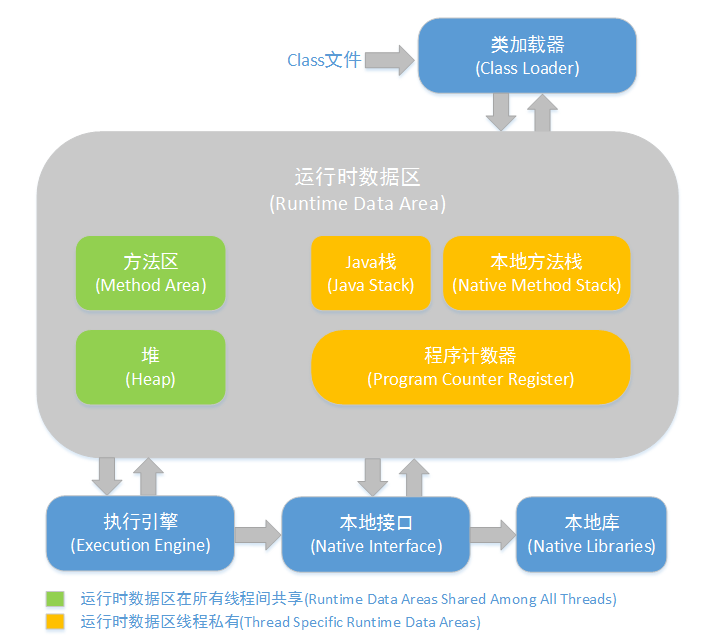 Class文件
类加载器
(Class Loader)
运行时数据区
(Runtime Data Area)
方法区
(Method Area)
Java栈
(Java Stack)
本地方法栈
(Native Method Stack)
堆
(Heap)
程序计数器
(Program Counter Register)
执行引擎
(Execution Engine)
本地接口
(Native Interface)
本地库
(Native Libraries)
运行时数据区在所有线程间共享(Runtime Data Areas Shared Among All Threads)
运行时数据区线程私有(Thread Specific Runtime Data Areas)